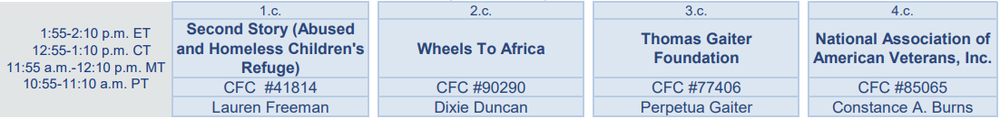 1:55-2:10 p.m. ET
12:55-1:10 p.m. CT
11:55 a.m.-12:10 p.m. MT
10:55-11:10 a.m. PT
1.c.
Second Story (Abused
and Homeless Children's
Refuge)
CFC #41814
Lauren Freeman
2.c.
Wheels To Africa
CFC #90290
Dixie Duncan
3.c.
Thomas Gaiter
Foundation
CFC #77406
Perpetua Gaiter
4.c.
National Association of
American Veterans, Inc.
CFC #85065
Constance A. Burns